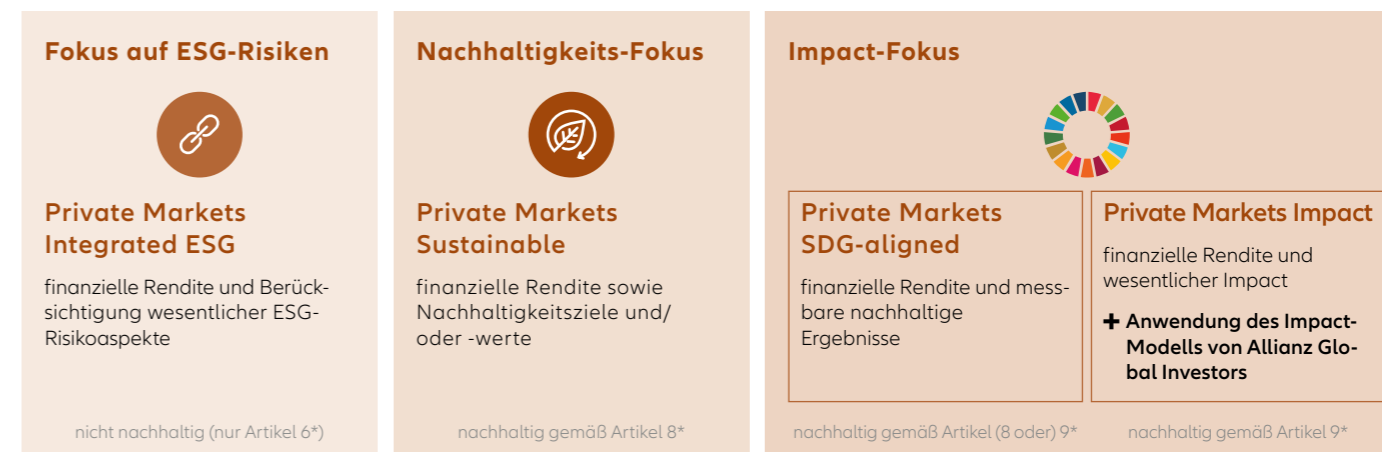 Fokus auf ESG-Risiken
Private Markets
Integrated ESG
finanzielle Rendite und Berück-
sichtigung wesentlicher ESG-
Risikoaspekte
nicht nachhaltig (nur Artikel 6*)
Nachhaltigkeits-Fokus
Private Markets
Sustainable
finanzielle Rendite sowie
Nachhaltigkeitsziele und/
oder -werte
nachhaltig gemäß Artikel 8*
Impact-Fokus
Private Markets
SDG-aligned
finanzielle Rendite und mess-
bare nachhaltige
Ergebnisse
nachhaltig gemäß Artikel (8 oder) 9*
Private Markets Impact
finanzielle Rendite und
wesentlicher Impact
+ Anwendung des Impact-
Modells von Allianz Glo-
bal Investors
nachhaltig gemäß Artikel 9*